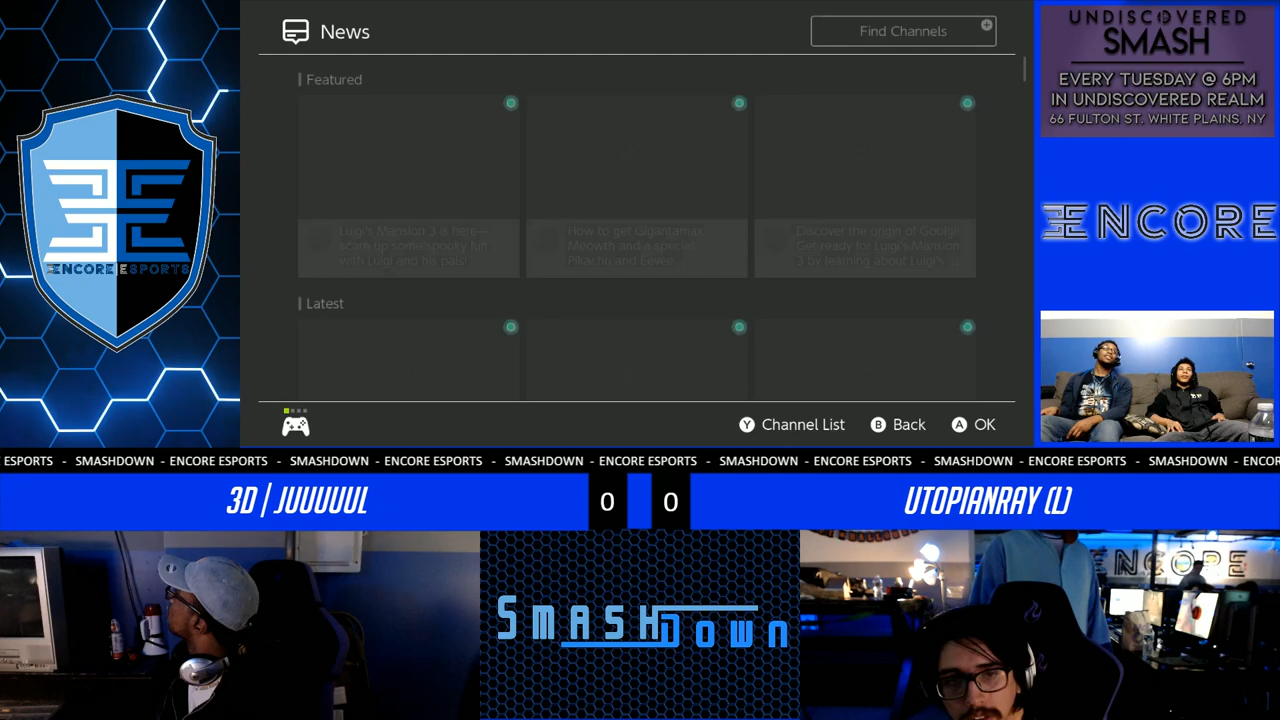 News
Find Channels
Featured
Luigi's Mansion 3 is here—
scam up some spooky fun
with Luigi and his pals!
How to get Gigantamax
Meowth and a special
Pikachu and Eevee...
Discover the origin of Gooigi
Get ready for Luigi's Mansion
3 by learning about Luigi's ...
Latest
Y Channel List
B Back
A OK
UNDISCOVERED
SMASH
EVERY TUESDAY @ 6PM
IN UNDISCOVERED REALM
66 FULTON ST. WHITE PLAINS, NY
ENCORE
ENCORE ESPORTS
ESPORTS - SMASHDOWN - ENCORE ESPORTS - SMASHDOWN - ENCORE ESPORTS - SMASHDOWN - ENCORE ESPORTS - SMASHDOWN - ENCORE ESPORTS - SMASHDOWN - ENCORE ESPORTS - SMASHDOWN - ENCOR
3D | JUUUUUL
0
0
UTOPIANRAY (L)
SMASH
DOWN
ENCORE